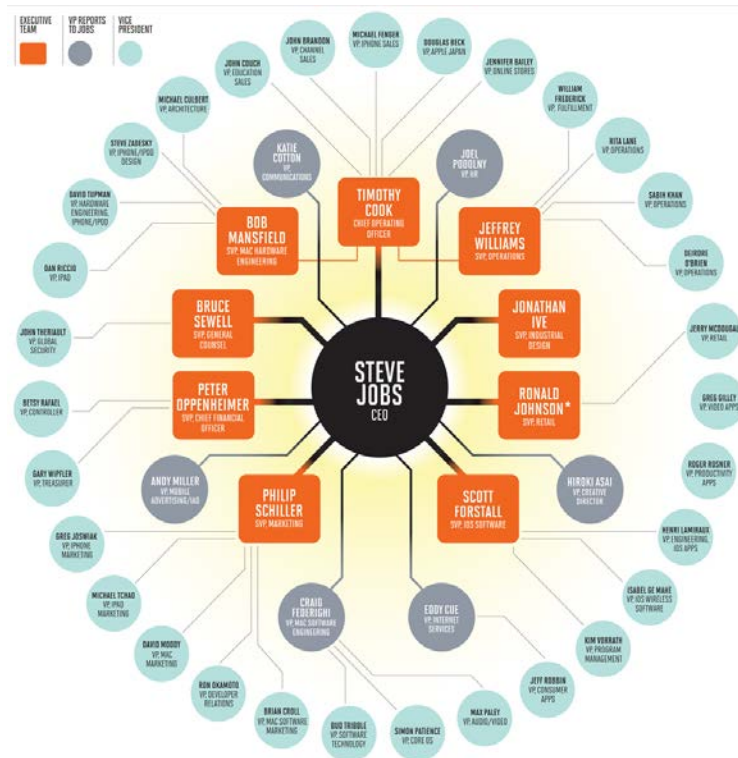 EXECUTIVE
TEAM
VP REPORTS
TO JOBS
VICE
PRESIDENT
MICHAEL FENGER
VP, IPHONE SALES
JOHN BRANDON
VP, CHANNEL
SALES
DOUGLAS BECK
VP, APPLE JAPAN
JOHN COUCH
VP, EDUCATION
SALES
JENNIFER BAILEY
VP, ONLINE STORES
MICHAEL CULBERT
VP, ARCHITECTURE
WILLIAM
FREDERICK
VP, FULFILLMENT
STEVE ZADESKY
VP, IPHONE/IPOD
DESIGN
RITA LANE
VP, OPERATIONS
KATIE
COTTON
VP,
COMMUNICATIONS
JOEL
PODOLNY
VP, HR
DAVID TUPMAN
VP, HARDWARE
ENGINEERING,
IPHONE/IPOD
TIMOTHY
COOK
CHIEF OPERATING
OFFICER
SABIH KHAN
VP, OPERATIONS
BOB
MANSFIELD
SVP, MAC HARDWARE
ENGINEERING
JEFFREY
WILLIAMS
SVP, OPERATIONS
DAN RICCIO
VP, IPAD
DEIRDRE
O'BRIEN
VP, OPERATIONS
BRUCE
SEWELL
SVP, GENERAL
COUNSEL
JONATHAN
IVE
SVP, INDUSTRIAL
DESIGN
JOHN THERIAULT
VP, GLOBAL
SECURITY
JERRY MCDOUGAL
VP, RETAIL
STEVE
JOBS
CEO
BETSY RAFAEL
VP, CONTROLLER
PETER
OPPENHEIMER
SVP, CHIEF FINANCIAL
OFFICER
RONALD
JOHNSON*
SVP, RETAIL
GREG GILLEY
VP, VIDEO APPS
GARY WIPFLER
VP, TREASURER
ANDY MILLER
VP, MOBILE
ADVERTISING/IAD
HIROKI ASAI
VP, CREATIVE
DIRECTOR
ROGER ROSNER
VP, PRODUCTIVITY
APPS
PHILIP
SCHILLER
SVP, MARKETING
SCOTT
FORSTALL
SVP, IOS SOFTWARE
GREG JOSWIAK
VP, IPHONE
MARKETING
HENRI LAMIRAUX
VP, ENGINEERING,
IOS APPS
MICHAEL TCHAO
VP, IPAD
MARKETING
ISABEL GE MAHE
VP, IOS WIRELESS
SOFTWARE
CRAIG
FEDERIGHI
VP, MAC SOFTWARE
ENGINEERING
EDDY CUE
VP, INTERNET
SERVICES
DAVID MOODY
VP, MAC
MARKETING
KIM VORRATH
VP, PROGRAM
MANAGEMENT
RON OKAMOTO
VP, DEVELOPER
RELATIONS
JEFF ROBBIN
VP, CONSUMER
APPS
BRIAN CROLL
VP, MAC SOFTWARE
MARKETING
BUD TRIBBLE
VP, SOFTWARE
TECHNOLOGY
SIMON PATIENCE
VP, CORE OS
MAX PALEY
VP, AUDIO/VIDEO